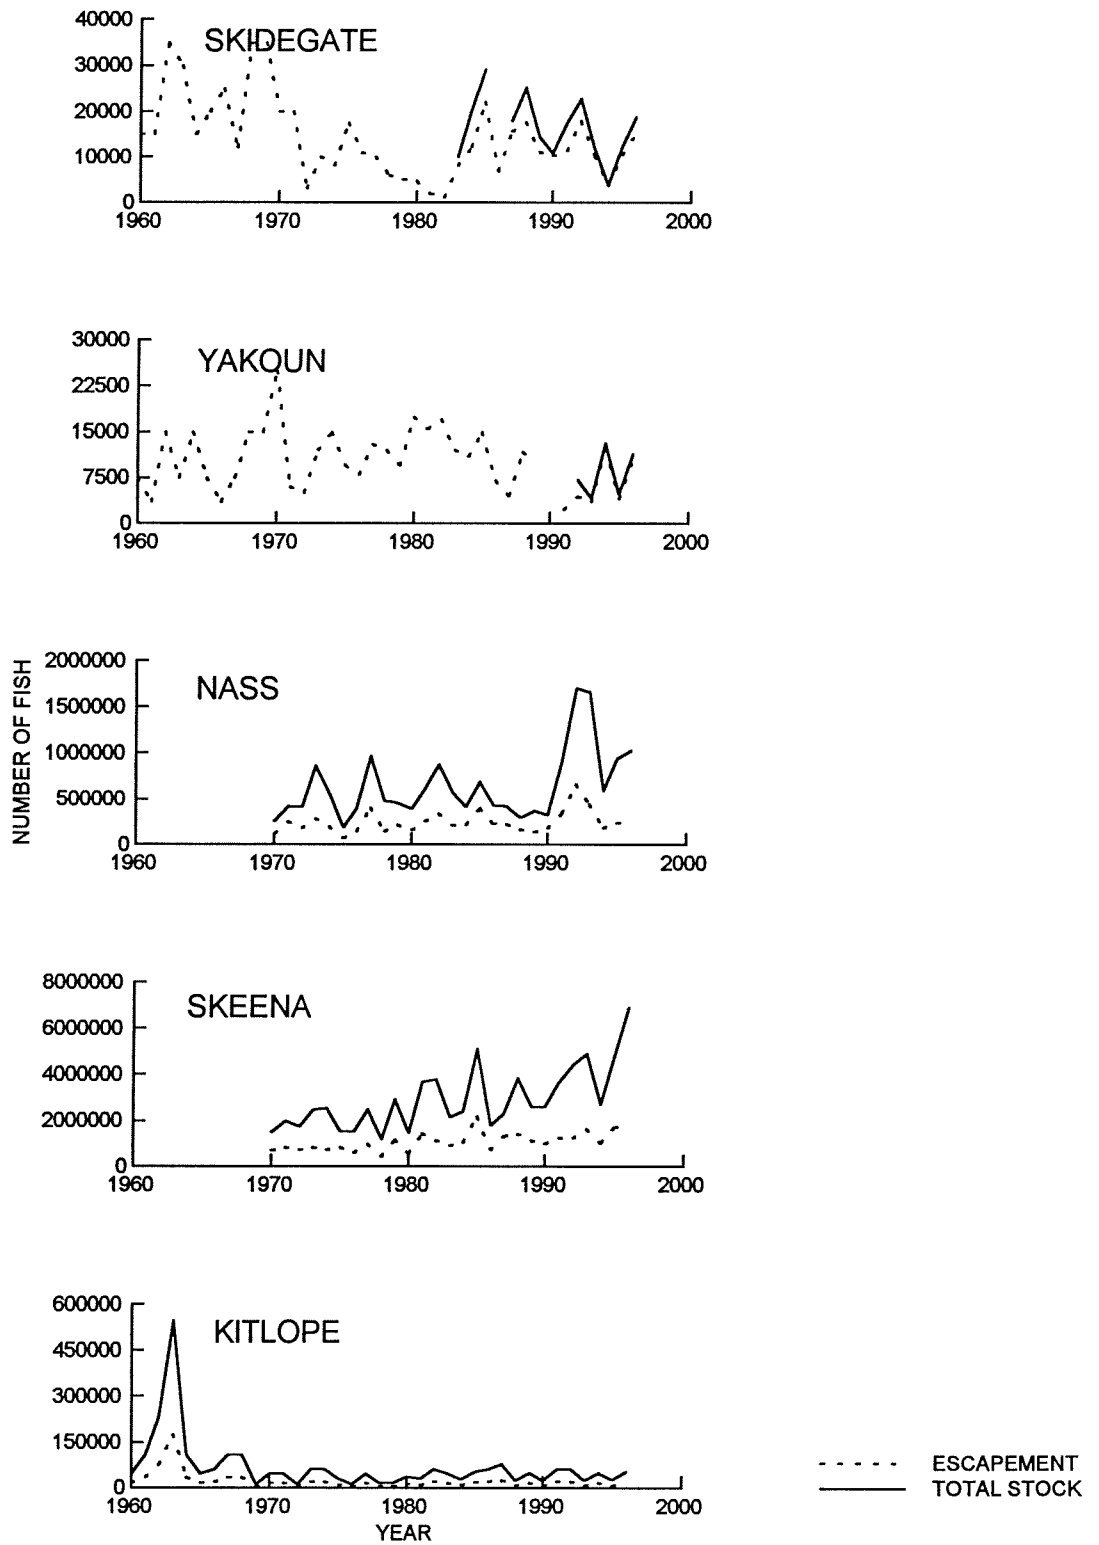 SKIDEGATE
40000
30000
20000
10000
0
1960 1970 1980 1990 2000
YAKOUN
30000
22500
15000
7500
0
1960 1970 1980 1990 2000
NUMBER OF FISH
NASS
2000000
1500000
1000000
500000
0
1960 1970 1980 1990 2000
SKEENA
8000000
6000000
4000000
2000000
0
1960 1970 1980 1990 2000
KITLOPE
600000
450000
300000
150000
0
1960 1970 1980 1990 2000
YEAR
ESCAPEMENT
TOTAL STOCK